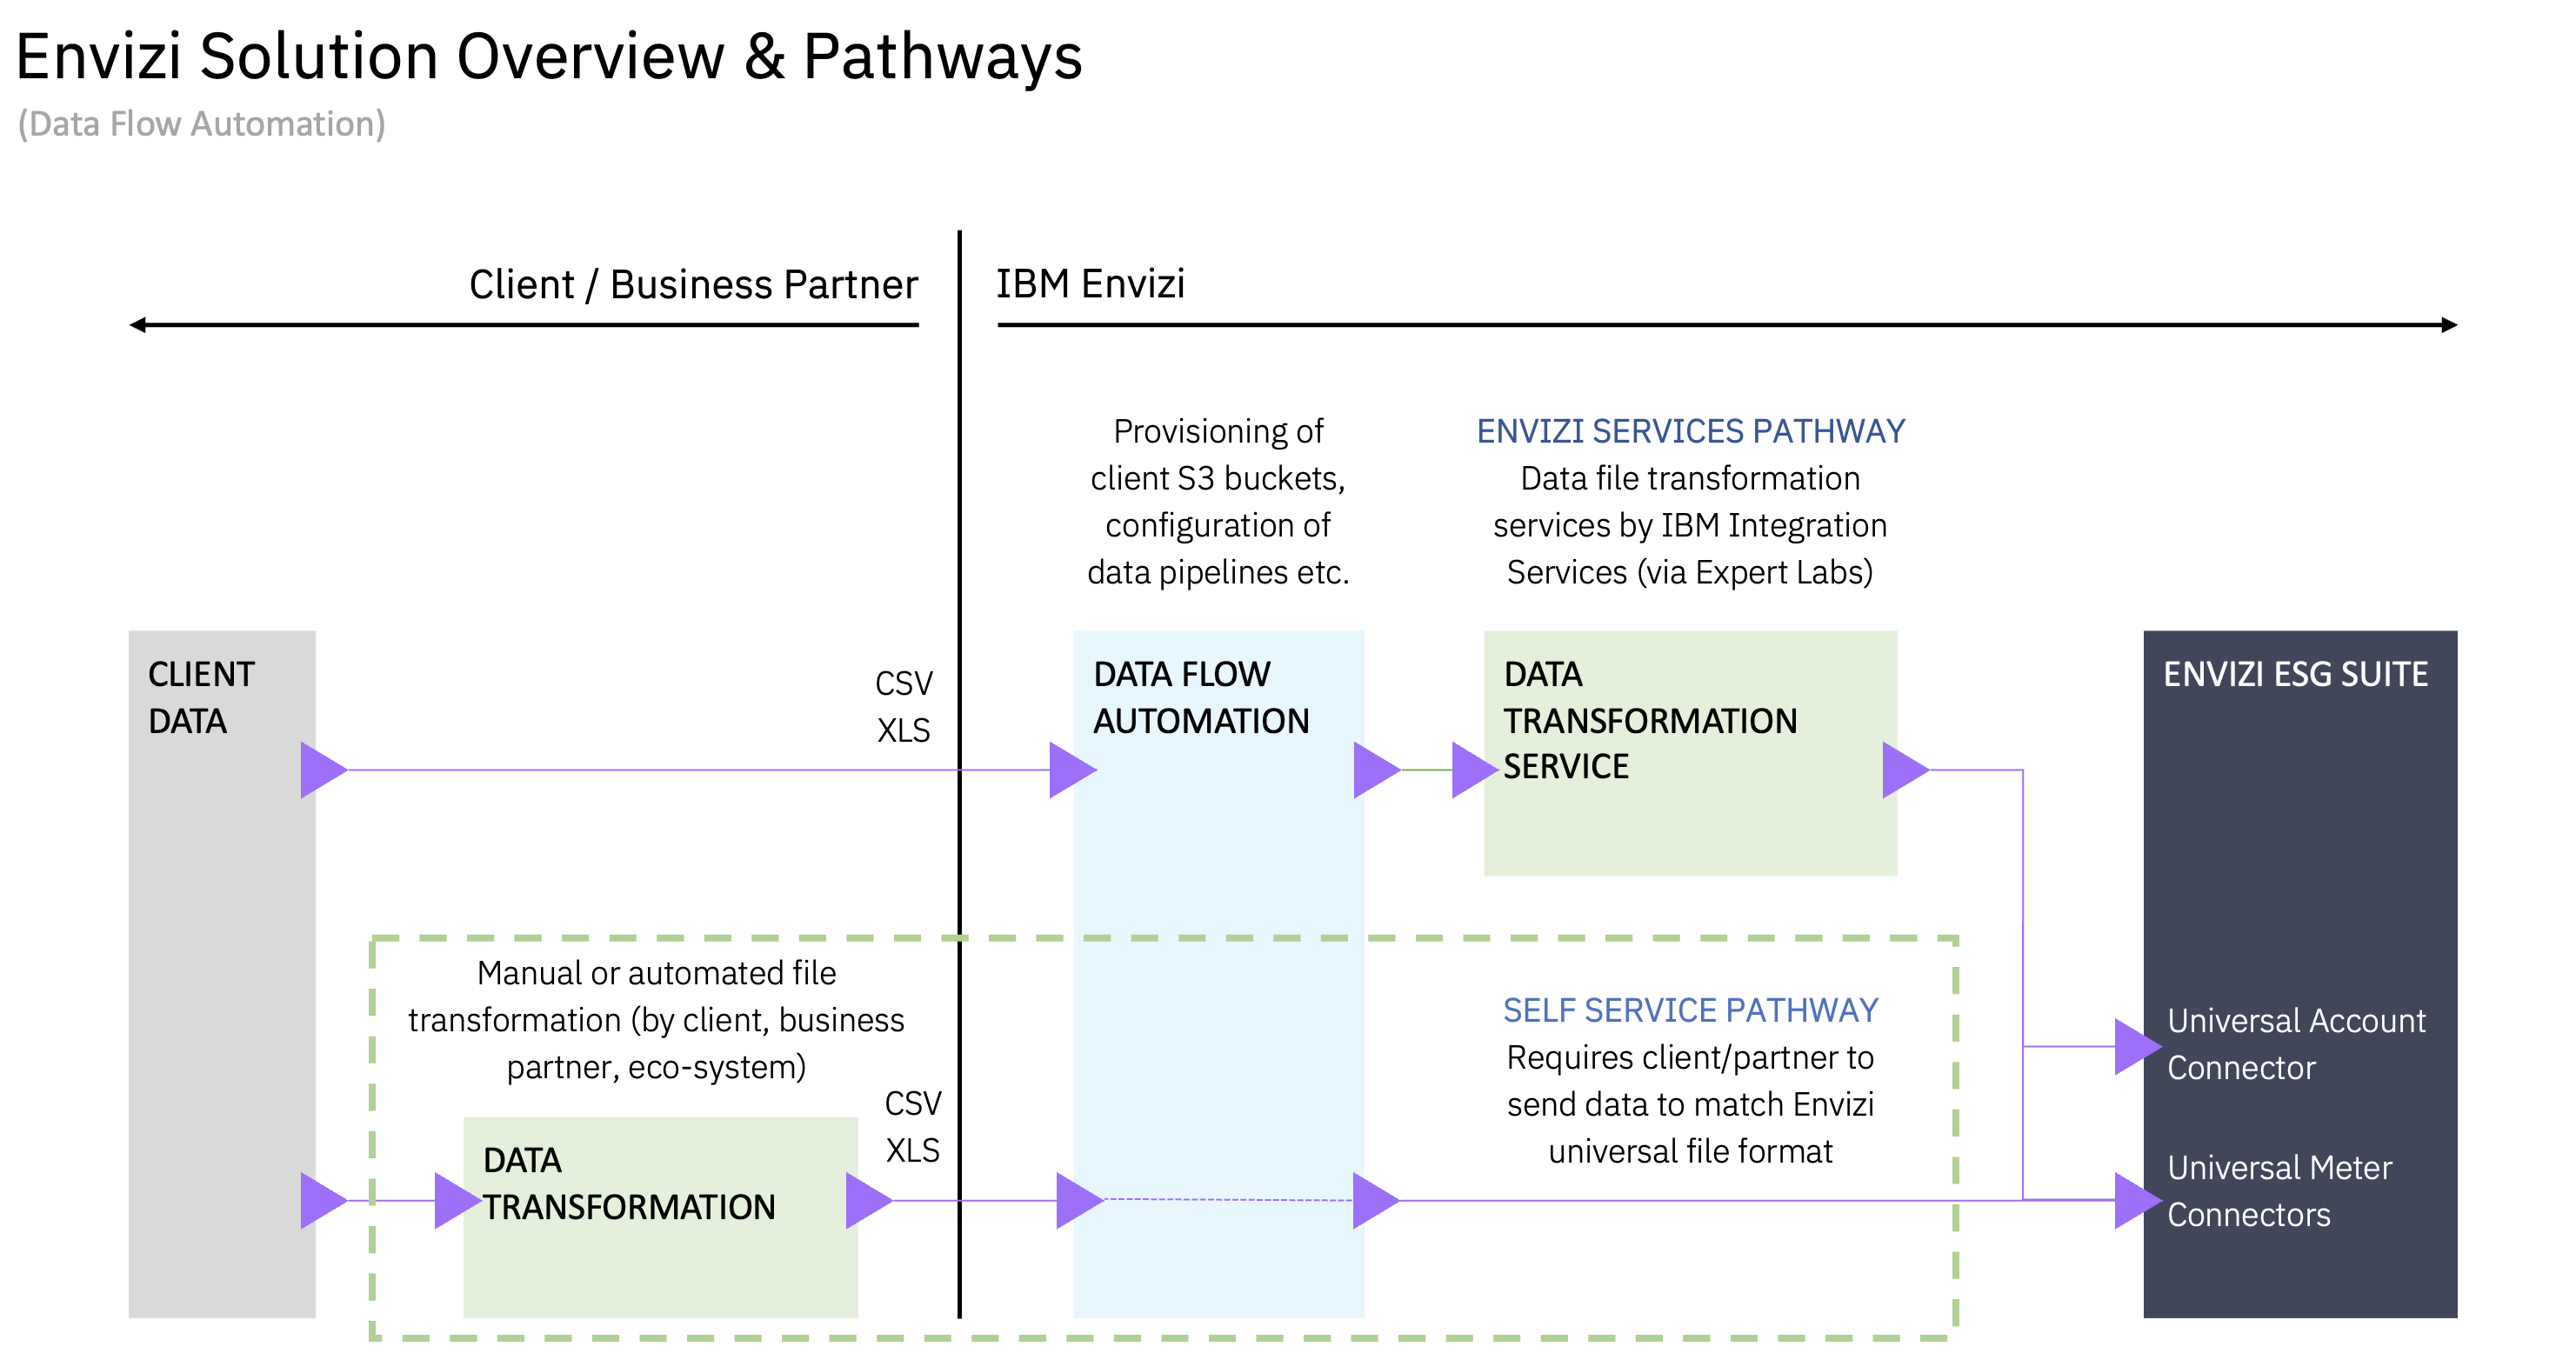 Envizi Solution Overview & Pathways
(Data Flow Automation)
Client / Business Partner
IBM Envizi
Provisioning of
client S3 buckets,
configuration of
data pipelines etc.
ENVIZI SERVICES PATHWAY
Data file transformation
services by IBM Integration
Services (via Expert Labs)
CLIENT
DATA
CSV
XLS
DATA FLOW
AUTOMATION
DATA
TRANSFORMATION
SERVICE
ENVIZI ESG SUITE
Manual or automated file
transformation (by client, business
partner, eco-system)
CSV
XLS
DATA
TRANSFORMATION
SELF SERVICE PATHWAY
Requires client/partner to
send data to match Envizi
universal file format
Universal Account
Connector
Universal Meter
Connectors